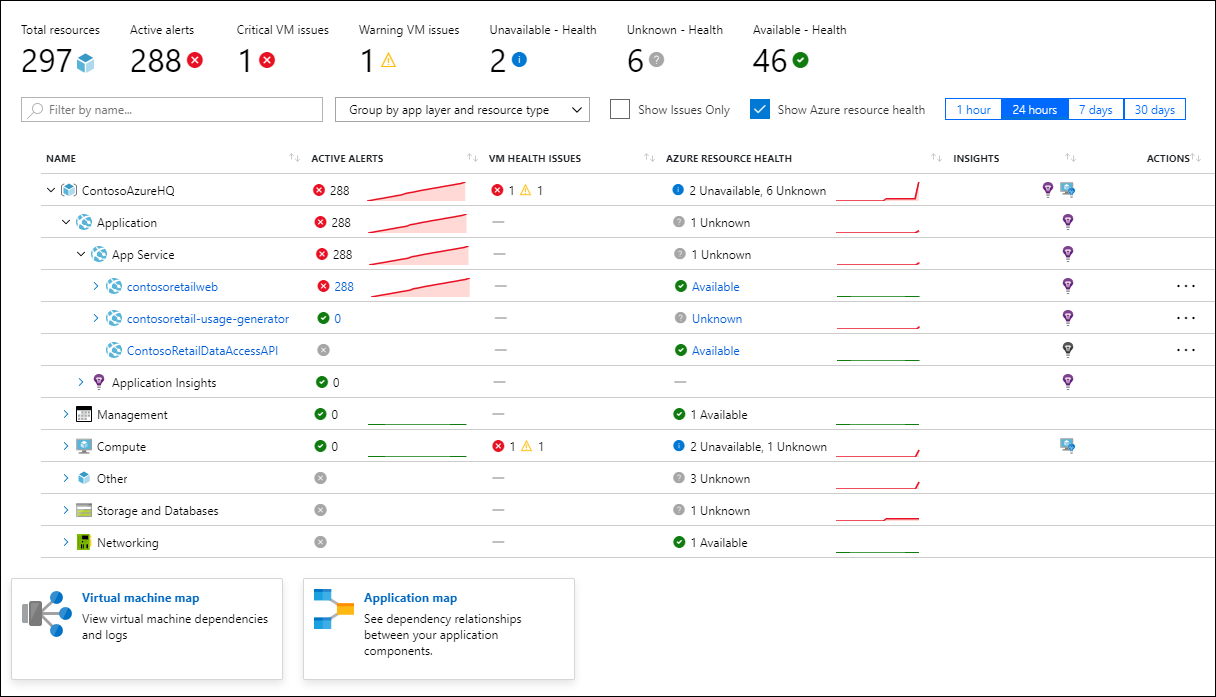 Total resources Active alerts Critical VM issues Warning VM issues Unavailable - Health Unknown - Health Available - Health
297 288 1 1 2 6 46
Filter by name... Group by app layer and resource type Show Issues Only Show Azure resource health 1 hour 24 hours 7 days 30 days
NAME ACTIVE ALERTS VM HEALTH ISSUES AZURE RESOURCE HEALTH INSIGHTS ACTIONS
ContosoAzureHQ 288 1 1 2 Unavailable, 6 Unknown
Application 288 — 1 Unknown
App Service 288 — 1 Unknown
contosoretailweb 288 — Available ...
contosoretail-usage-generator 0 — Unknown ...
ContosoRetailDataAccessAPI — Available ...
Application Insights 0 — —
Management 0 — 1 Available
Compute 0 1 1 2 Unavailable, 1 Unknown
Other — 3 Unknown
Storage and Databases — 1 Unknown
Networking — 1 Available
Virtual machine map
View virtual machine dependencies
and logs
Application map
See dependency relationships
between your application
components.